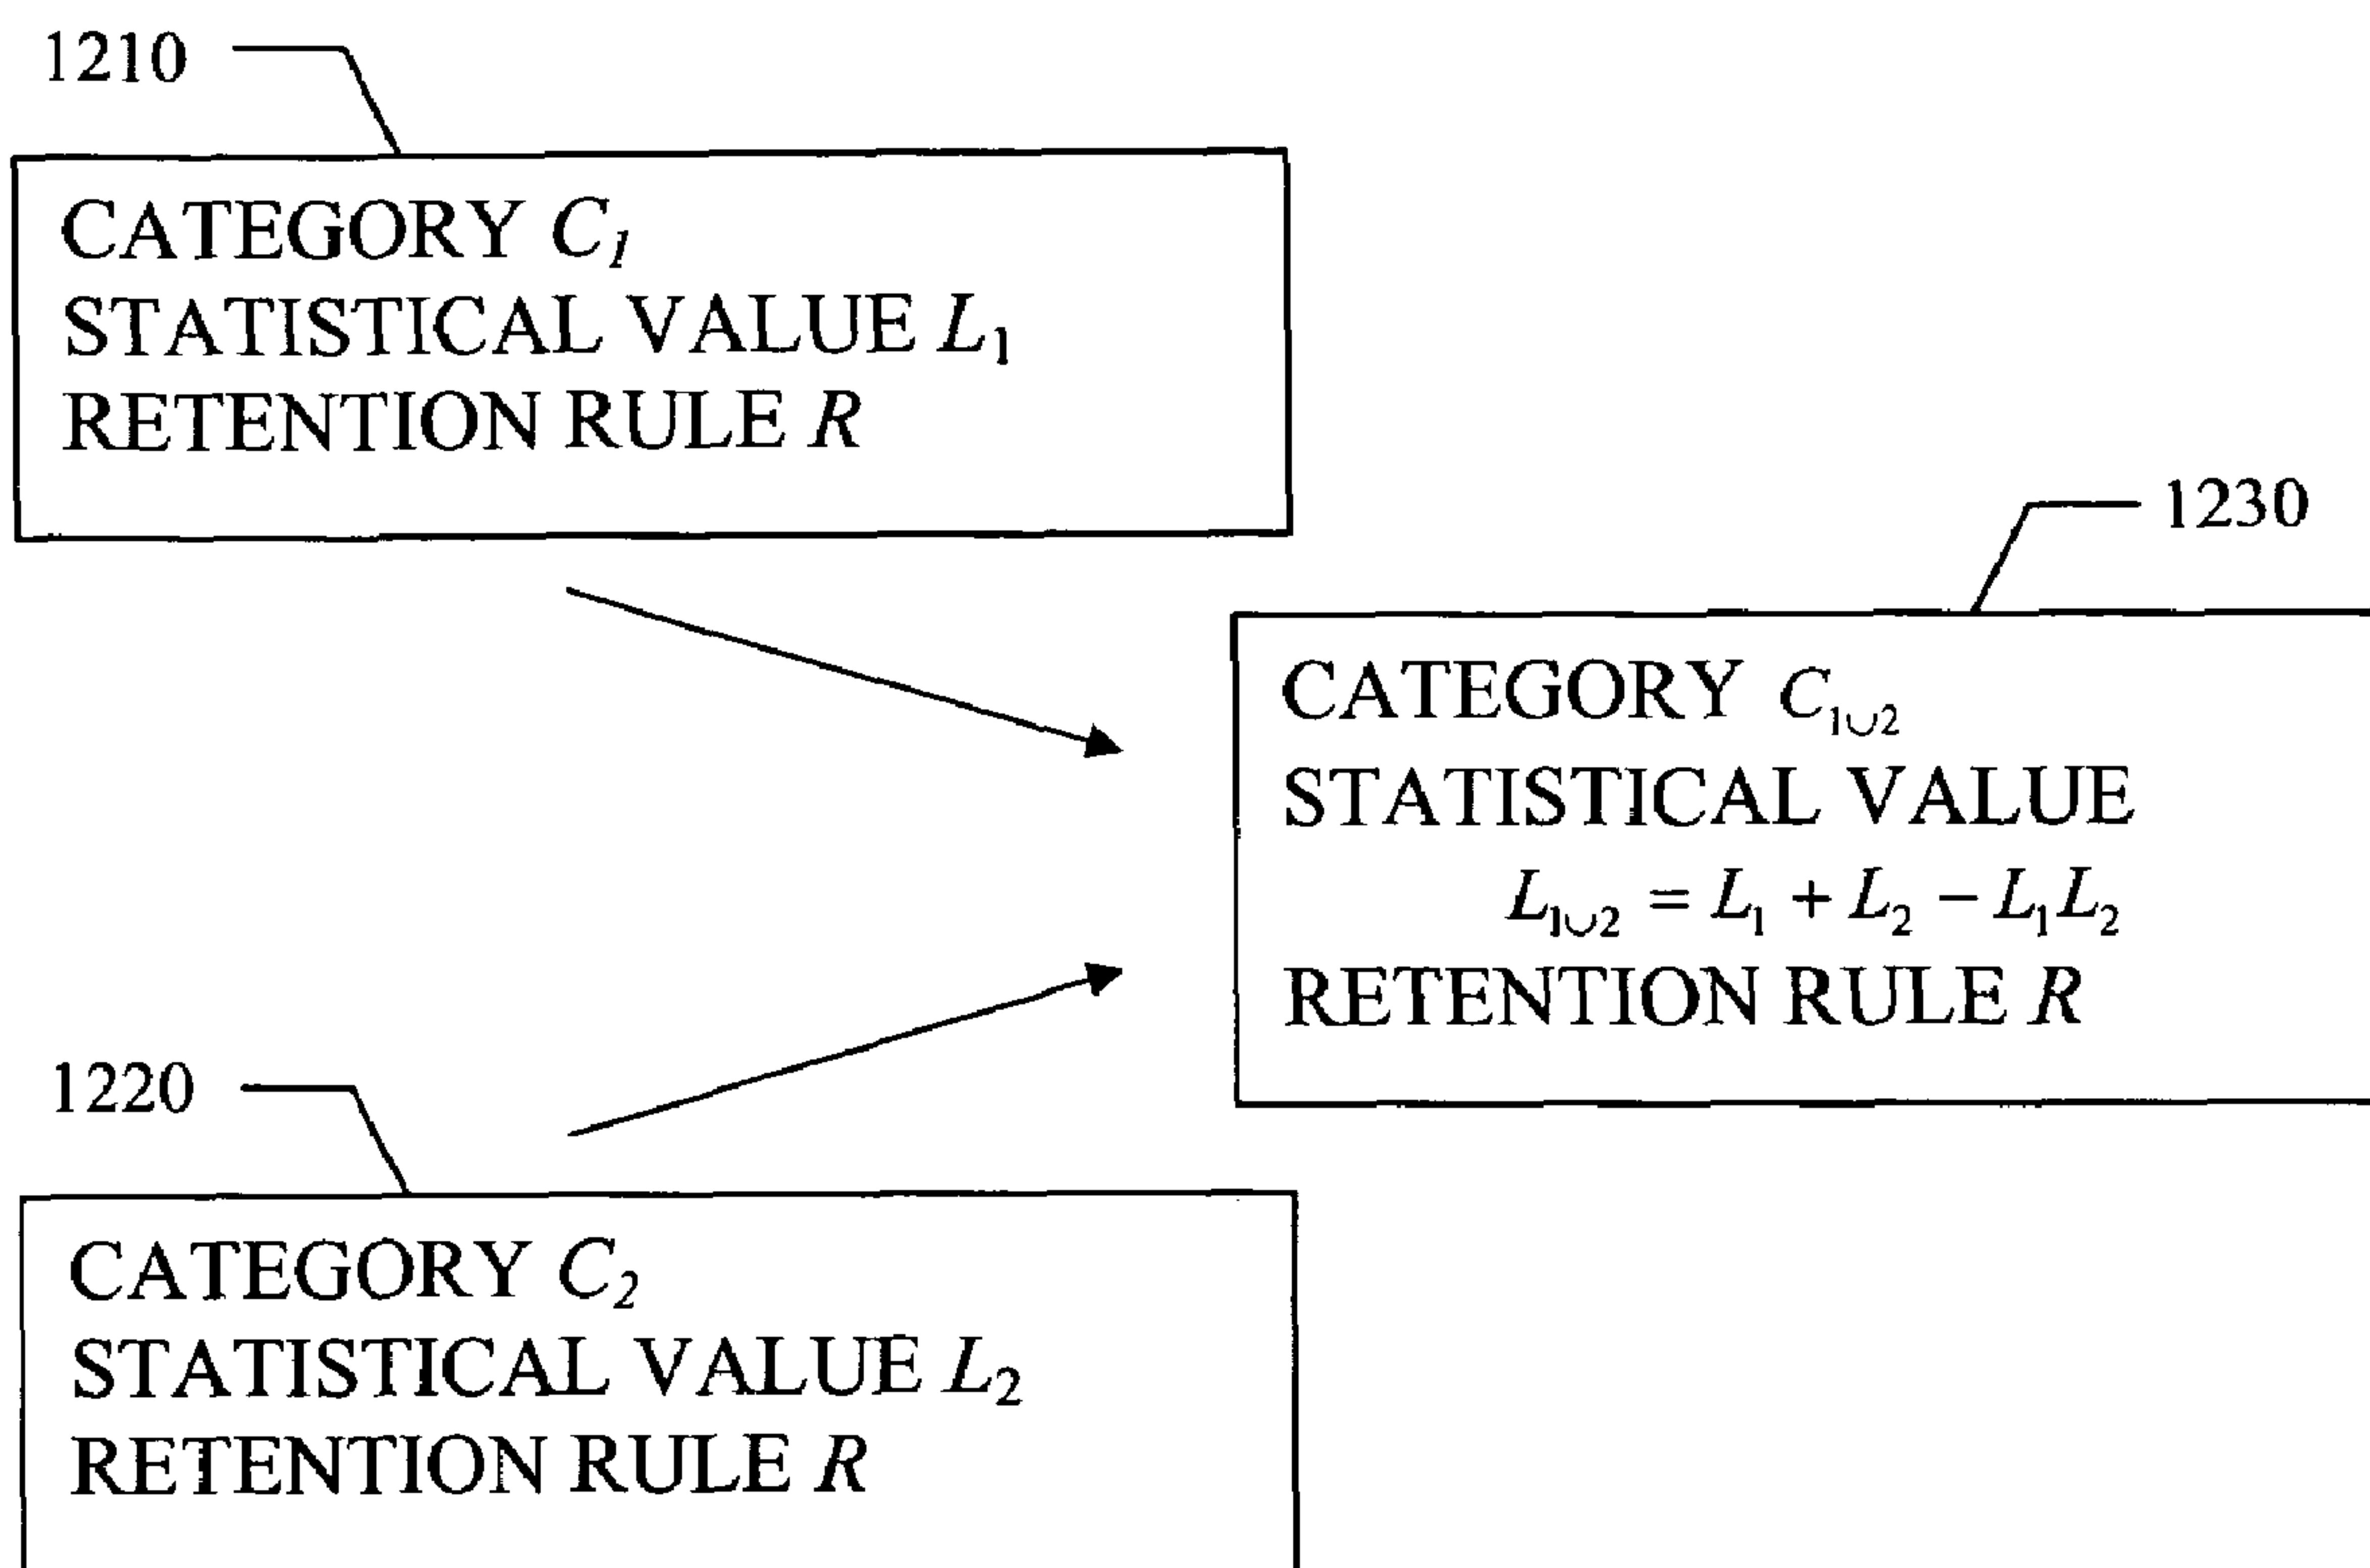 1210
CATEGORY C₁
STATISTICAL VALUE L₁
RETENTION RULE R
1230
CATEGORY C₁∪₂
STATISTICAL VALUE
L₁∪₂ = L₁ + L₂ − L₁L₂
RETENTION RULE R
1220
CATEGORY C₂
STATISTICAL VALUE L₂
RETENTION RULE R